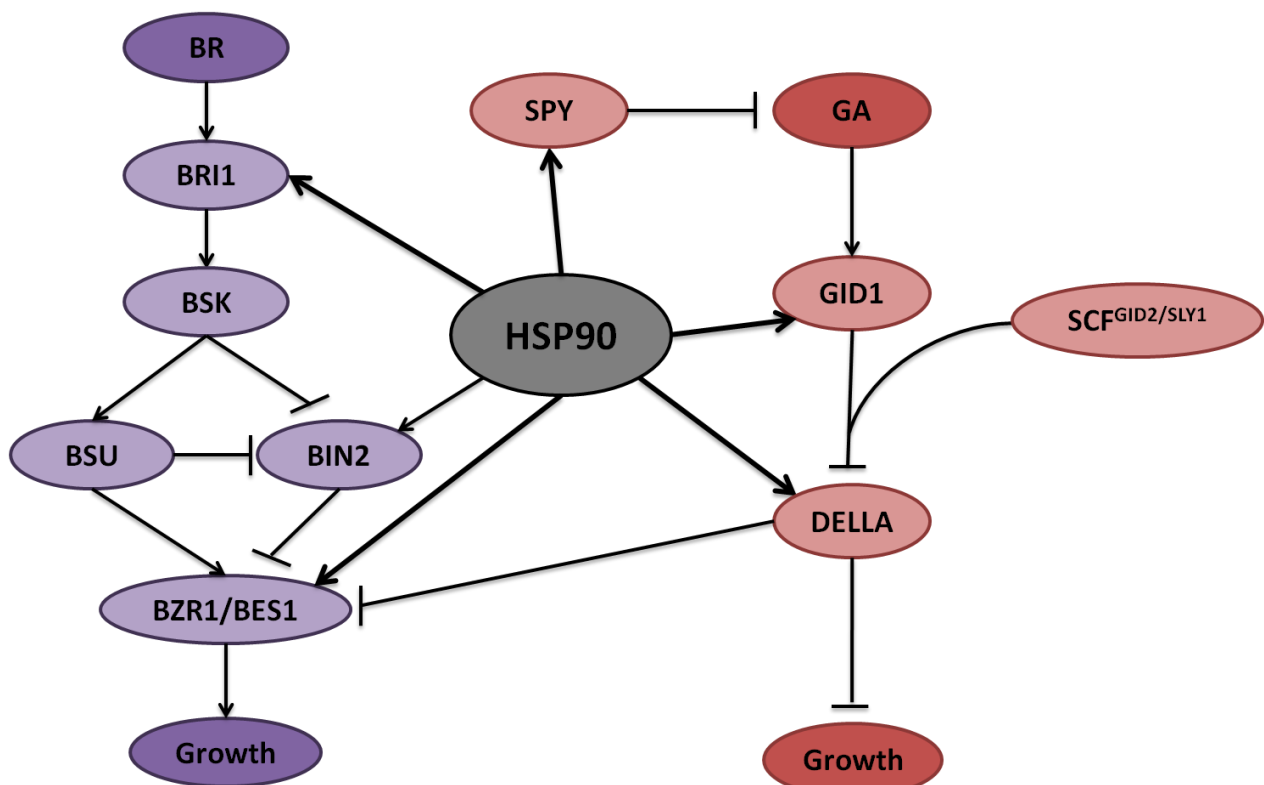 BR
SPY
GA
BRI1
BSK
GID1
HSP90
SCF^GID2/SLY1
BSU
BIN2
DELLA
BZR1/BES1
Growth
Growth